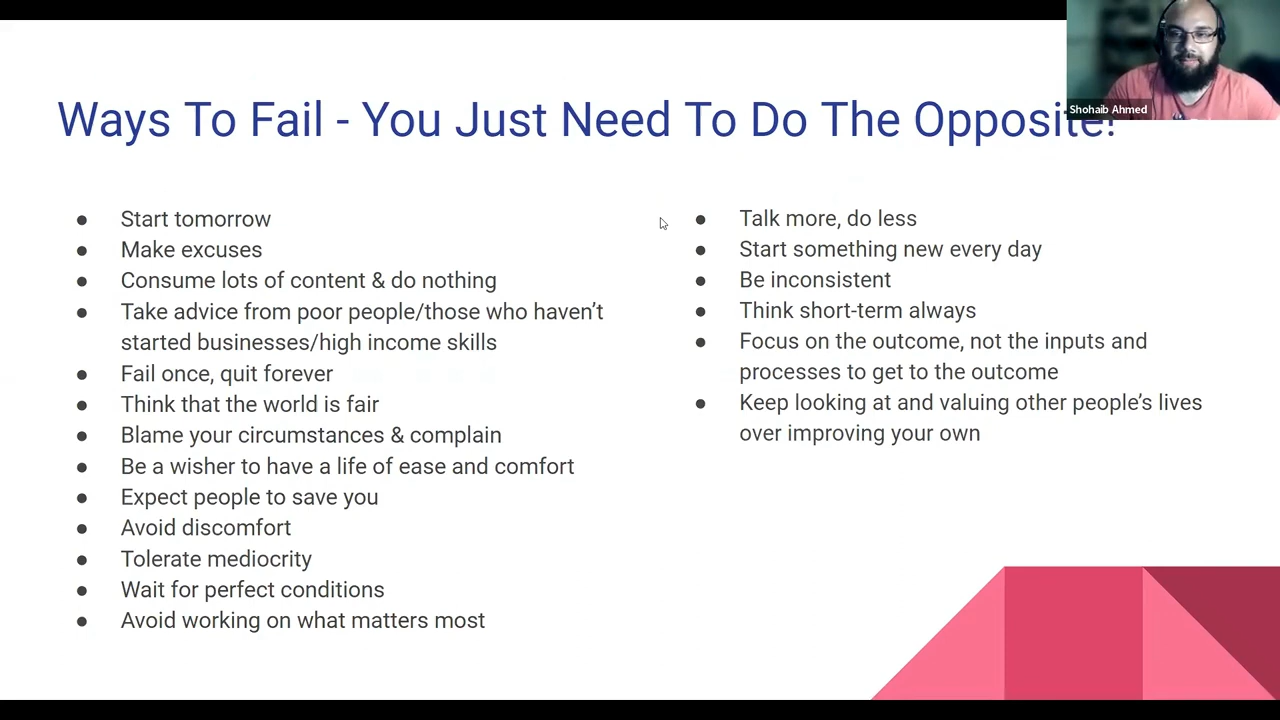 Shohaib Ahmed
Ways To Fail - You Just Need To Do The Opposite!
● Start tomorrow
● Make excuses
● Consume lots of content & do nothing
● Take advice from poor people/those who haven’t
started businesses/high income skills
● Fail once, quit forever
● Think that the world is fair
● Blame your circumstances & complain
● Be a wisher to have a life of ease and comfort
● Expect people to save you
● Avoid discomfort
● Tolerate mediocrity
● Wait for perfect conditions
● Avoid working on what matters most
● Talk more, do less
● Start something new every day
● Be inconsistent
● Think short-term always
● Focus on the outcome, not the inputs and
processes to get to the outcome
● Keep looking at and valuing other people’s lives
over improving your own